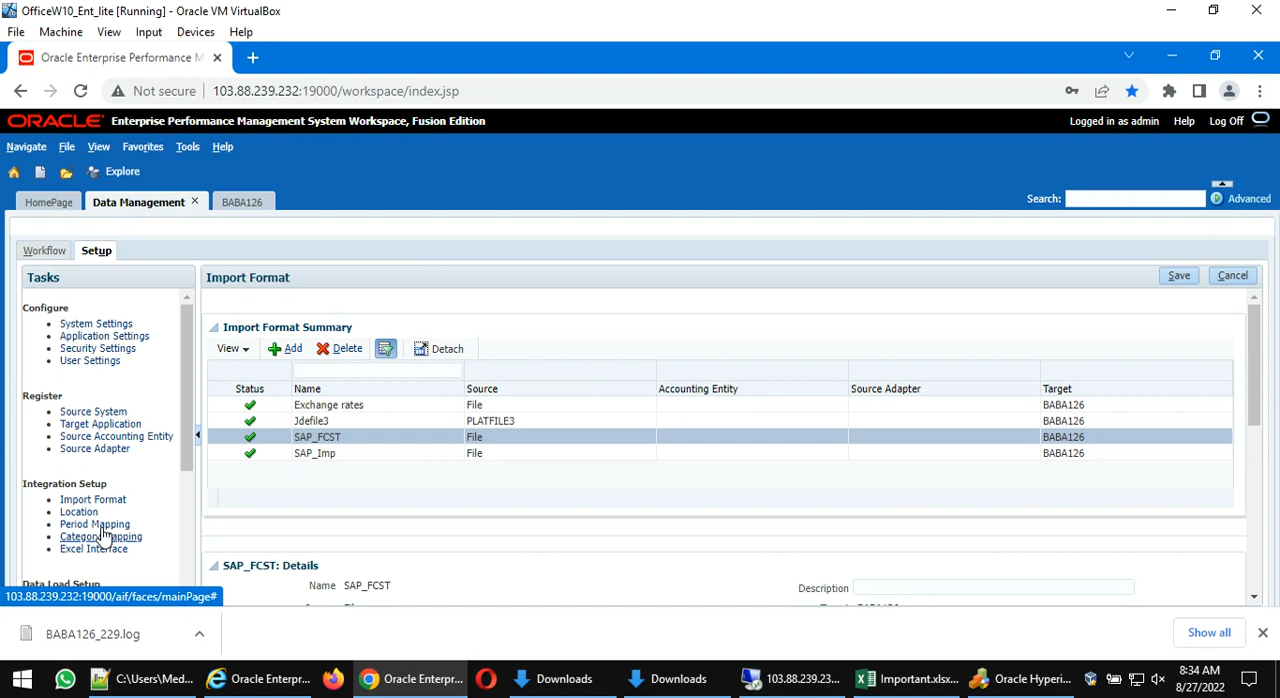 OfficeW10_Ent_lite [Running] - Oracle VM VirtualBox
File Machine View Input Devices Help
Oracle Enterprise Performance M
Not secure 103.88.239.232:19000/workspace/index.jsp
ORACLE Enterprise Performance Management System Workspace, Fusion Edition Logged in as admin Help Log Off
Navigate File View Favorites Tools Help
Explore
HomePage Data Management BABA126 Search: Advanced
Workflow Setup
Tasks Import Format Save Cancel
Configure
System Settings
Application Settings
Security Settings
User Settings
Register
Source System
Target Application
Source Accounting Entity
Source Adapter
Integration Setup
Import Format
Location
Period Mapping
Category Mapping
Excel Interface
Data Load Setup
Import Format Summary
View Add Delete Detach
Status Name Source Accounting Entity Source Adapter Target
Exchange rates File BABA126
Jdefile3 PLATFILE3 BABA126
SAP_FCST File BABA126
SAP_Imp File BABA126
SAP_FCST: Details
Name SAP_FCST Description
103.88.239.232:19000/aif/faces/mainPage#
BABA126_229.log Show all
C:\Users\Med... Oracle Enterpr... Oracle Enterpr... Downloads Downloads 103.88.239.23... Important.xlsx... Oracle Hyperi...
8:34 AM
8/27/2022